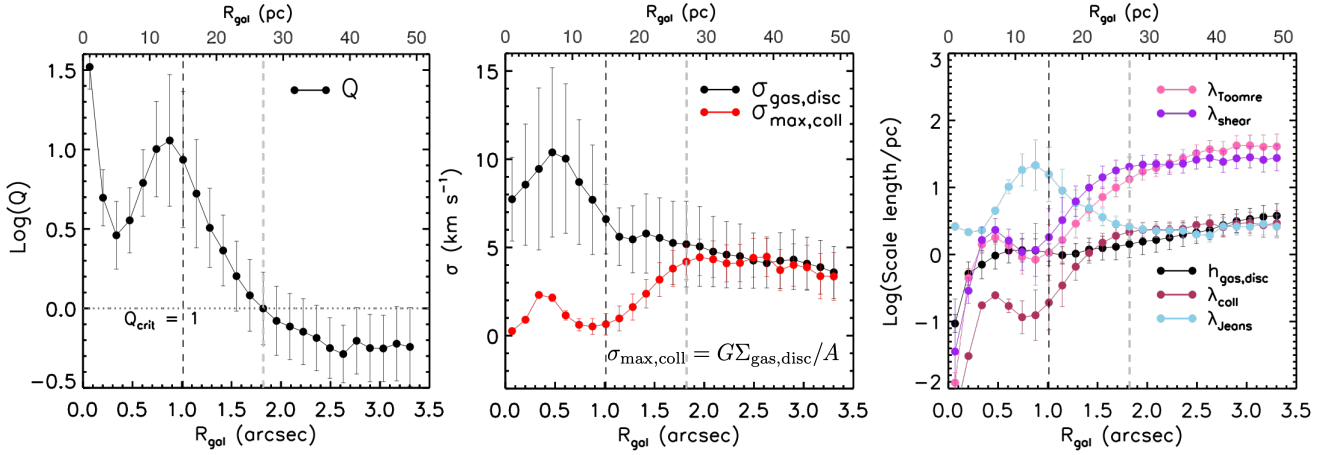 R_gal (pc)
0 10 20 30 40 50
1.5
1.0
0.5
0.0
−0.5
Log(Q)
Q
Q_crit = 1
0.0 0.5 1.0 1.5 2.0 2.5 3.0 3.5
R_gal (arcsec)
R_gal (pc)
0 10 20 30 40 50
15
10
5
0
σ (km s⁻¹)
σ_gas,disc
σ_max,coll
σ_max,coll = GΣ_gas,disc/A
0.0 0.5 1.0 1.5 2.0 2.5 3.0 3.5
R_gal (arcsec)
R_gal (pc)
0 10 20 30 40 50
3
2
1
0
−1
−2
Log(Scale length/pc)
λ_Toomre
λ_shear
h_gas,disc
λ_coll
λ_Jeans
0.0 0.5 1.0 1.5 2.0 2.5 3.0 3.5
R_gal (arcsec)